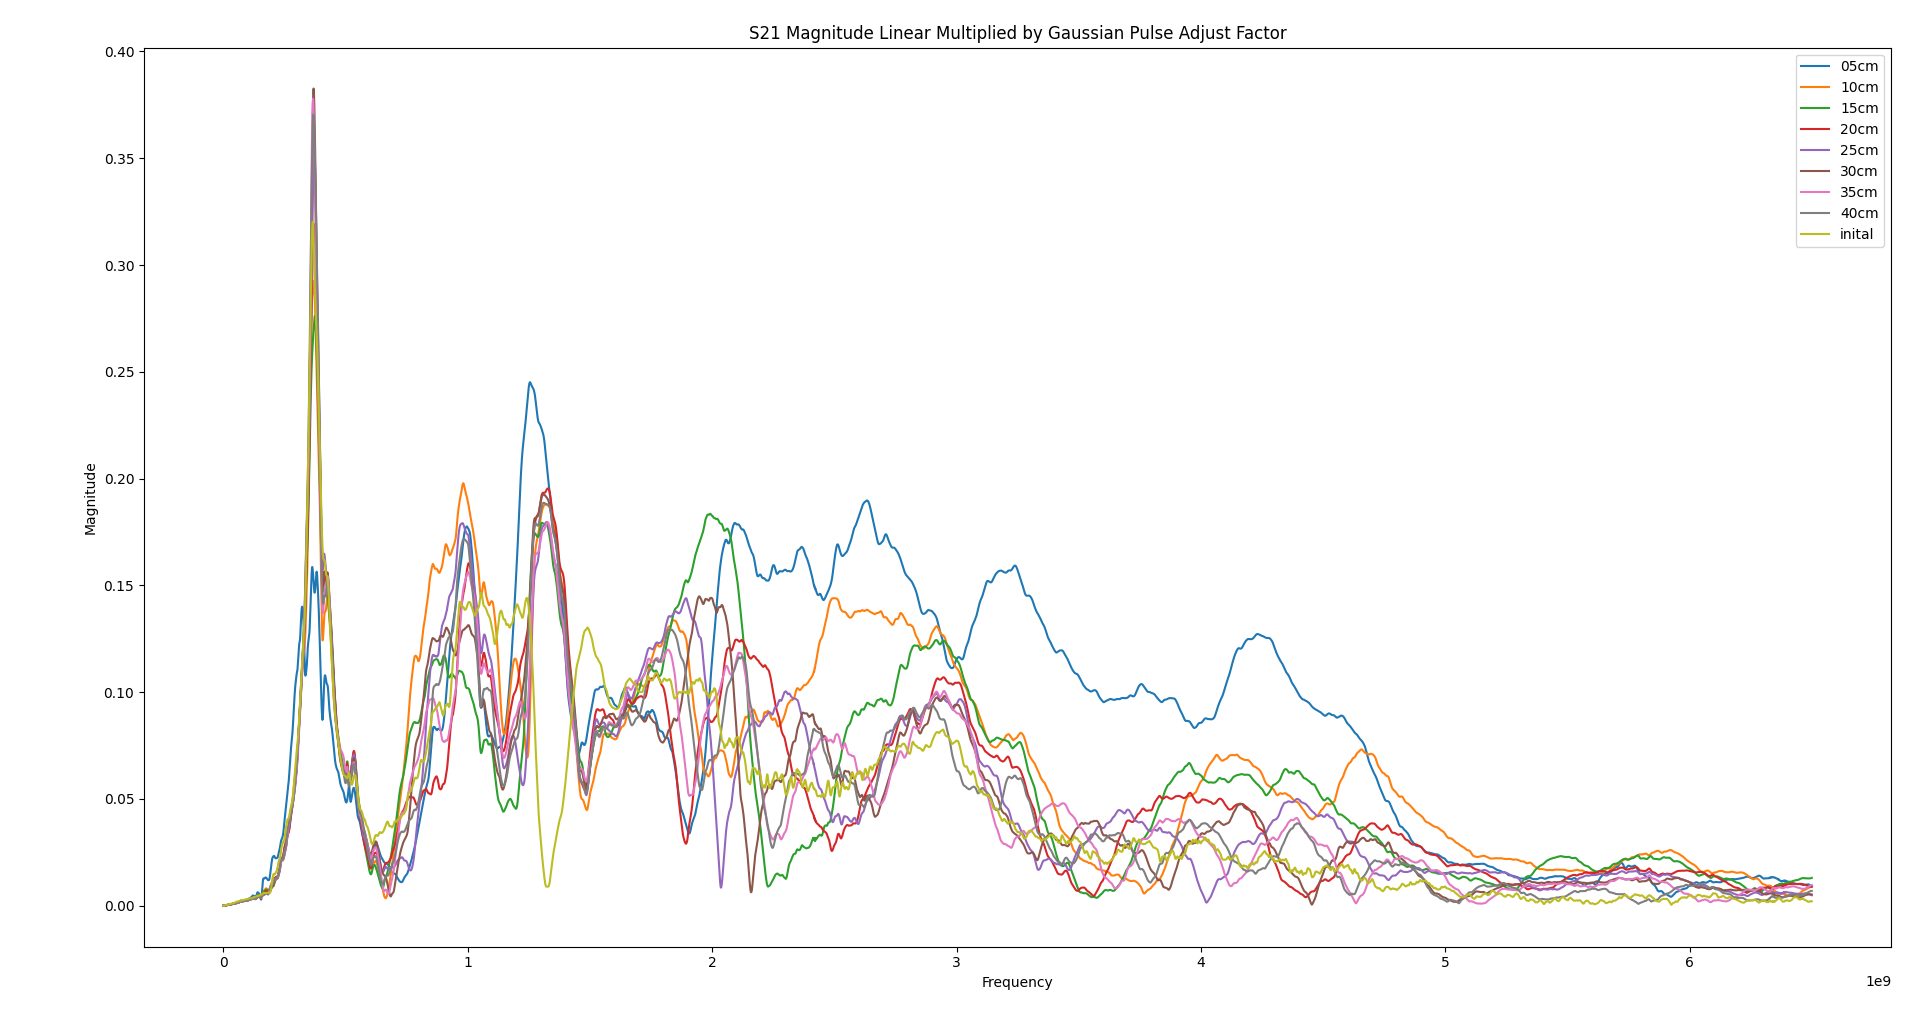 S21 Magnitude Linear Multiplied by Gaussian Pulse Adjust Factor
0.40
0.35
0.30
0.25
0.20
0.15
0.10
0.05
0.00
Magnitude
05cm
10cm
15cm
20cm
25cm
30cm
35cm
40cm
inital
0 1 2 3 4 5 6
1e9
Frequency